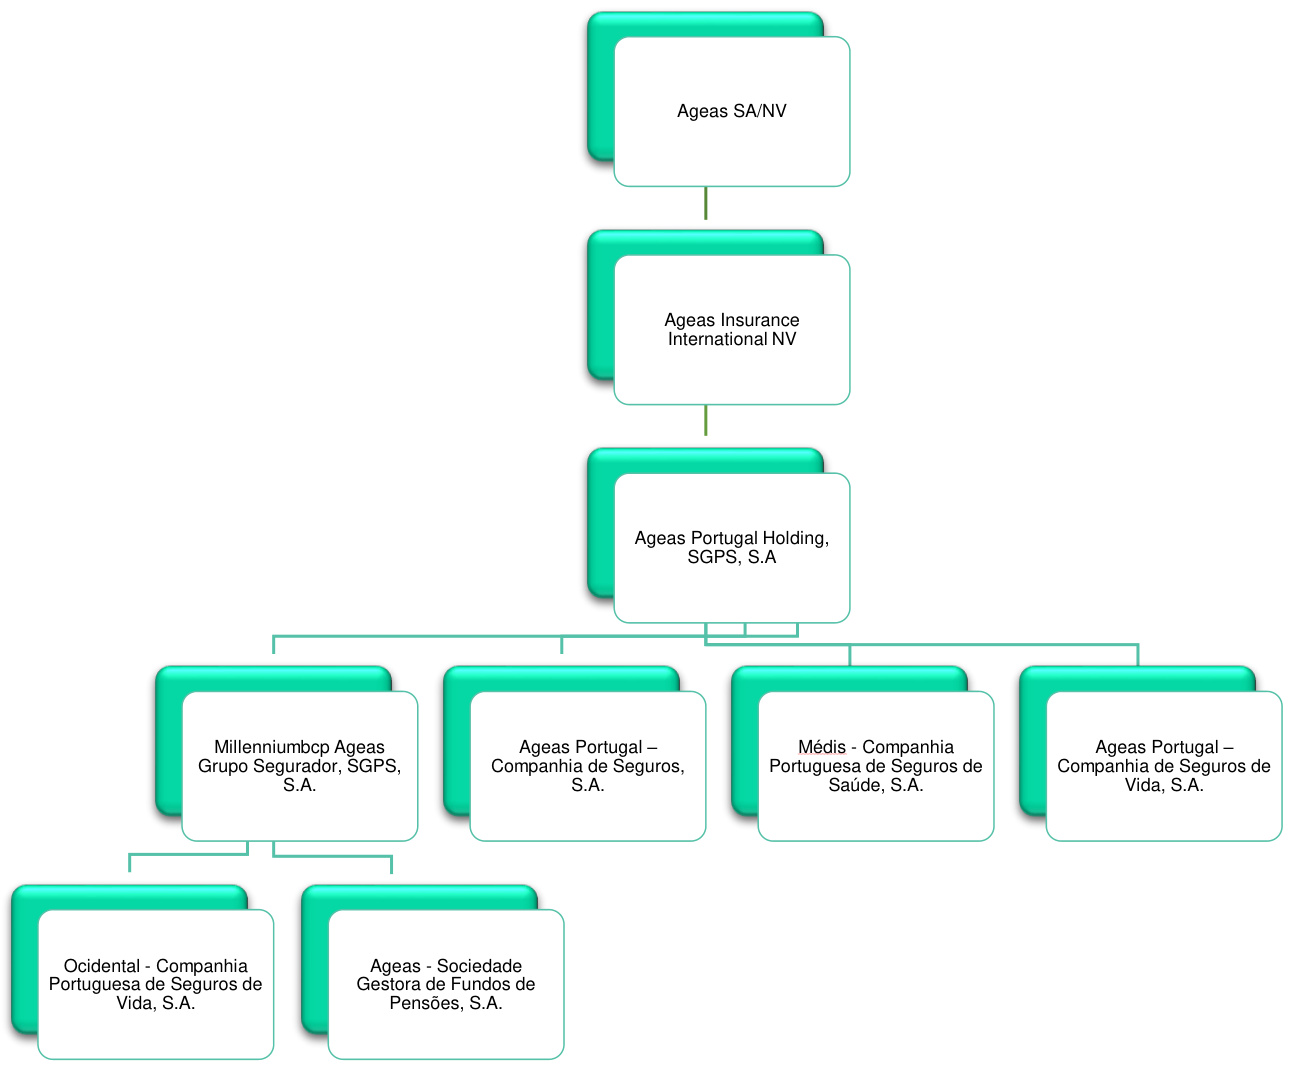 Ageas SA/NV
Ageas Insurance
International NV
Ageas Portugal Holding,
SGPS, S.A
Millenniumbcp Ageas
Grupo Segurador, SGPS,
S.A.
Ageas Portugal –
Companhia de Seguros,
S.A.
Médis - Companhia
Portuguesa de Seguros de
Saúde, S.A.
Ageas Portugal –
Companhia de Seguros de
Vida, S.A.
Ocidental - Companhia
Portuguesa de Seguros de
Vida, S.A.
Ageas - Sociedade
Gestora de Fundos de
Pensões, S.A.